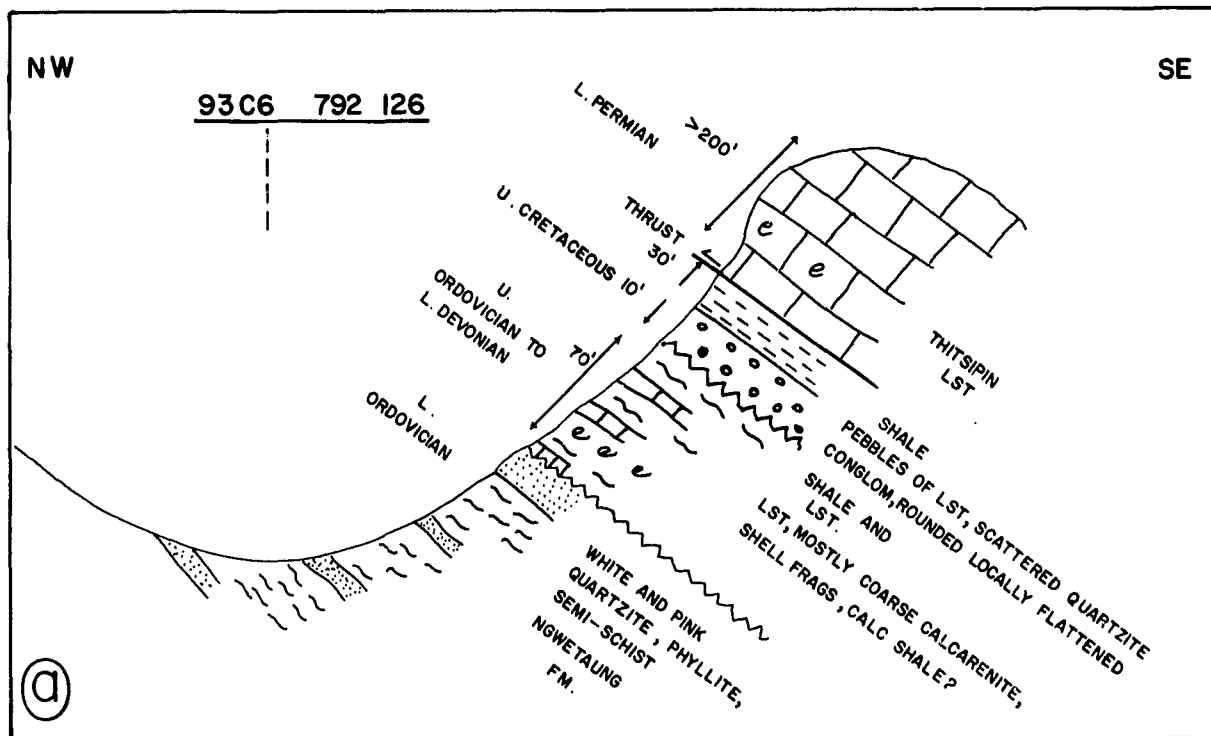 NW
SE
93C6 792 126
L. PERMIAN
>200'
THRUST
30'
U. CRETACEOUS 10'
U.
ORDOVICIAN TO
L. DEVONIAN
70'
L.
ORDOVICIAN
THITSIPIN
LST
SHALE
PEBBLES OF LST, SCATTERED QUARTZITE
CONGLOM, ROUNDED LOCALLY FLATTENED
SHALE AND
LST.
LST, MOSTLY COARSE CALCARENITE,
SHELL FRAGS, CALC SHALE?
WHITE AND PINK
QUARTZITE, PHYLLITE,
SEMI-SCHIST
NGWETAUNG
FM.
a